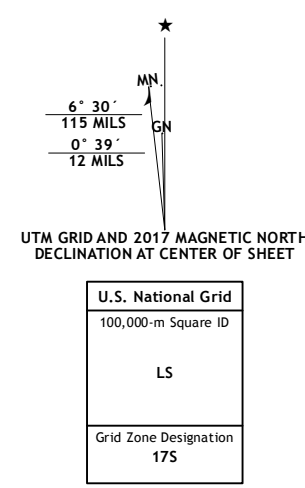 ★
MN
6° 30´
115 MILS
GN
0° 39´
12 MILS
UTM GRID AND 2017 MAGNETIC NORTH
DECLINATION AT CENTER OF SHEET
U.S. National Grid
100,000-m Square ID
LS
Grid Zone Designation
17S